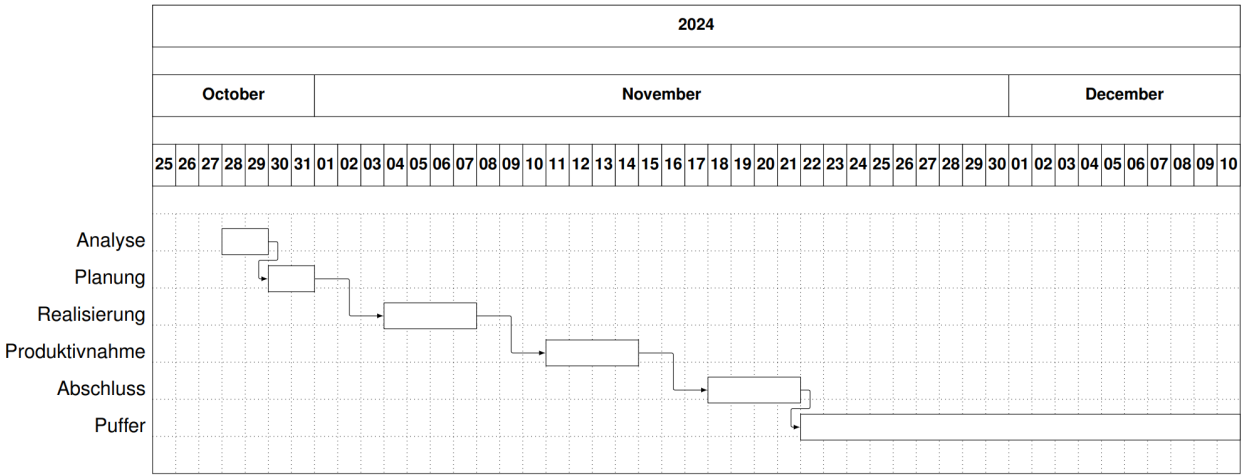 2024
October November December
25 26 27 28 29 30 31 01 02 03 04 05 06 07 08 09 10 11 12 13 14 15 16 17 18 19 20 21 22 23 24 25 26 27 28 29 30 01 02 03 04 05 06 07 08 09 10
Analyse
Planung
Realisierung
Produktivnahme
Abschluss
Puffer